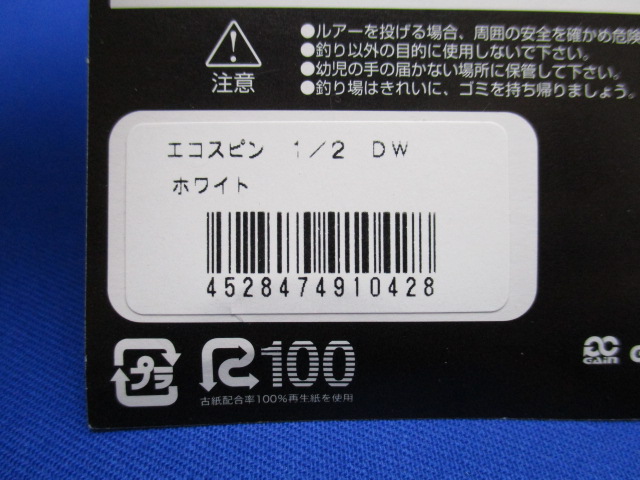 ●ルアーを投げる場合、周囲の安全を確かめ危険
●釣り以外の目的に使用しないで下さい。
●幼児の手の届かない場所に保管して下さい。
●釣り場はきれいに、ゴミを持ち帰りましょう。
注意
エコスピン 1/2 DW
ホワイト
4528474910428
プラ
R100
古紙配合率100%再生紙を使用